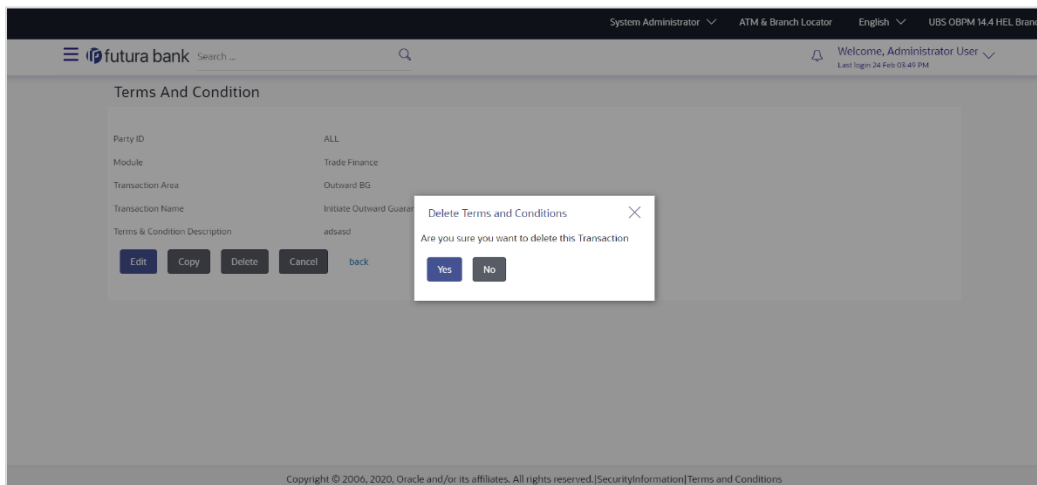 System Administrator ATM & Branch Locator English UBS OBPM 14.4 HEL Branc
futura bank Search ... Welcome, Administrator User
Last login 24 Feb 03:49 PM
Terms And Condition
Party ID ALL
Module Trade Finance
Transaction Area Outward BG
Transaction Name Initiate Outward Guarar
Delete Terms and Conditions
Terms & Condition Description adsasd
Are you sure you want to delete this Transaction
Edit Copy Delete Cancel back
Yes No
Copyright © 2006, 2020, Oracle and/or its affiliates. All rights reserved.|SecurityInformation|Terms and Conditions